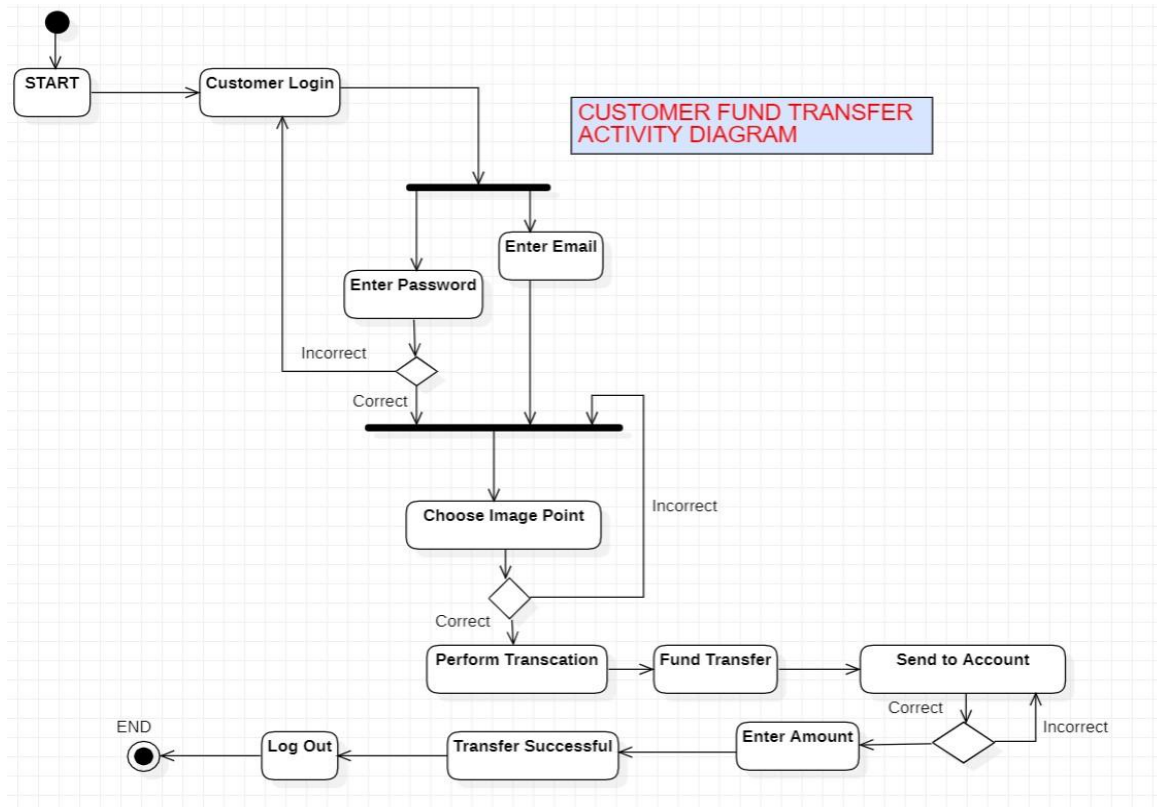 START
Customer Login
CUSTOMER FUND TRANSFER
ACTIVITY DIAGRAM
Enter Email
Enter Password
Incorrect
Correct
Incorrect
Choose Image Point
Correct
Perform Transcation
Fund Transfer
Send to Account
Correct
Incorrect
END
Log Out
Transfer Successful
Enter Amount